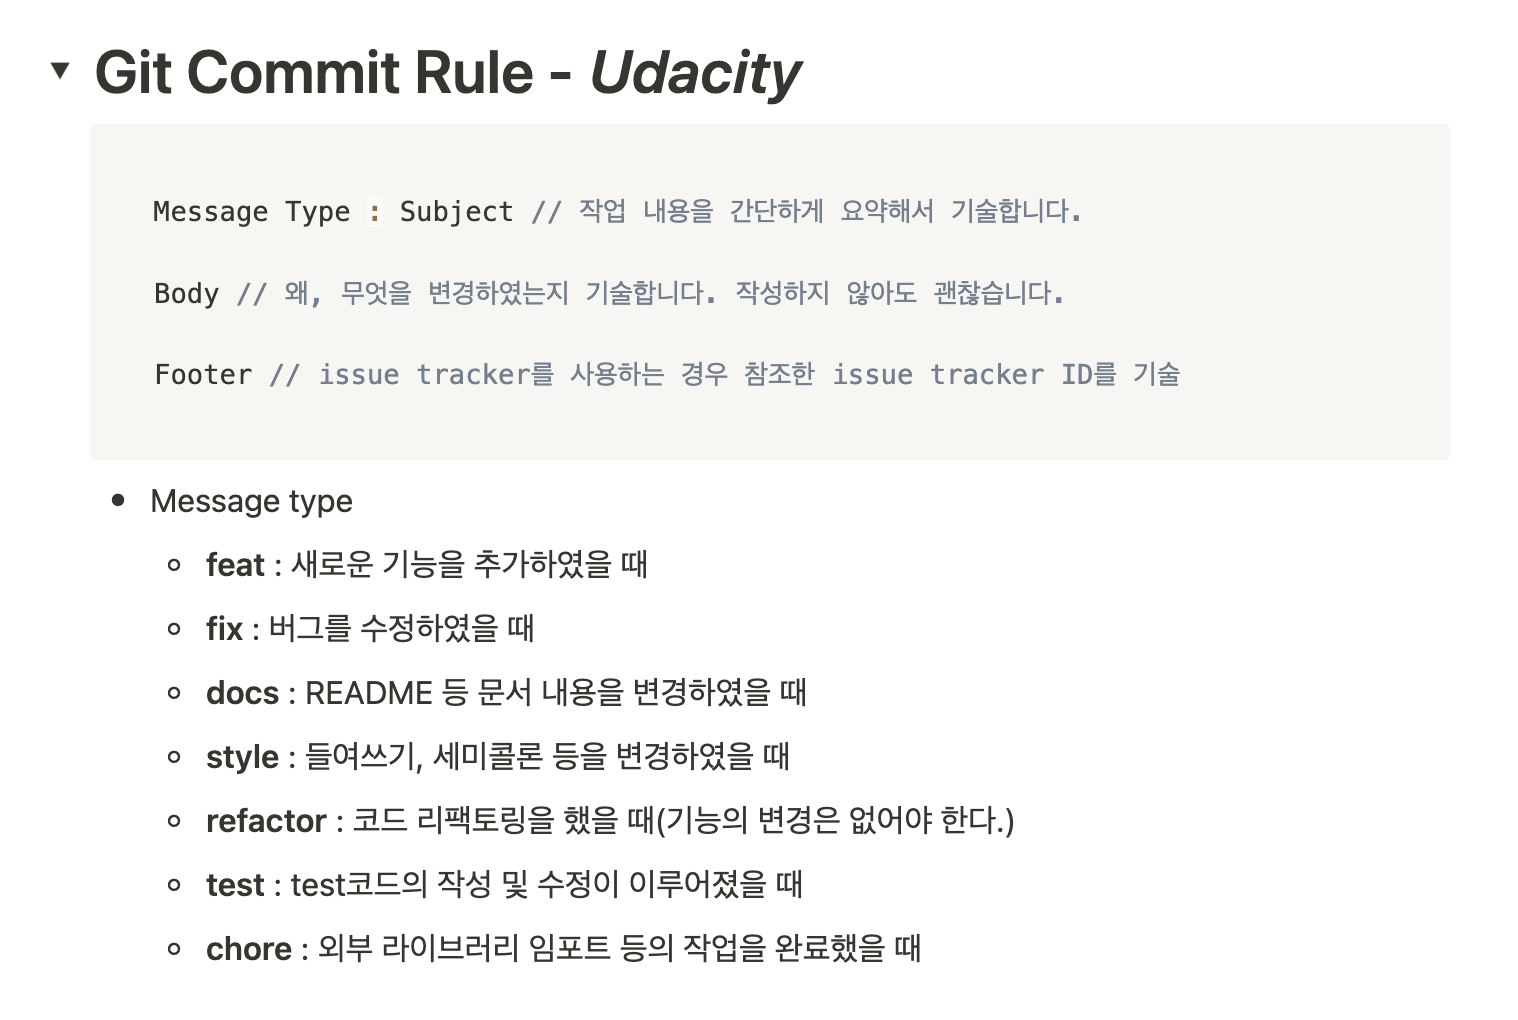 Git Commit Rule - Udacity
Message Type : Subject // 작업 내용을 간단하게 요약해서 기술합니다.
Body // 왜, 무엇을 변경하였는지 기술합니다. 작성하지 않아도 괜찮습니다.
Footer // issue tracker를 사용하는 경우 참조한 issue tracker ID를 기술
Message type
feat : 새로운 기능을 추가하였을 때
fix : 버그를 수정하였을 때
docs : README 등 문서 내용을 변경하였을 때
style : 들여쓰기, 세미콜론 등을 변경하였을 때
refactor : 코드 리팩토링을 했을 때(기능의 변경은 없어야 한다.)
test : test코드의 작성 및 수정이 이루어졌을 때
chore : 외부 라이브러리 임포트 등의 작업을 완료했을 때